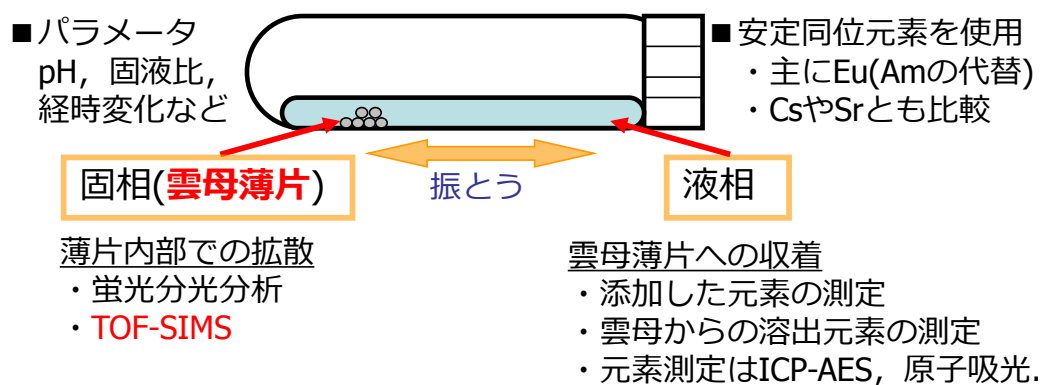 ■パラメータ
pH，固液比，
経時変化など
■安定同位元素を使用
・主にEu(Amの代替)
・CsやSrとも比較
固相(雲母薄片)
振とう
液相
薄片内部での拡散
・蛍光分光分析
・TOF-SIMS
雲母薄片への収着
・添加した元素の測定
・雲母からの溶出元素の測定
・元素測定はICP-AES，原子吸光.